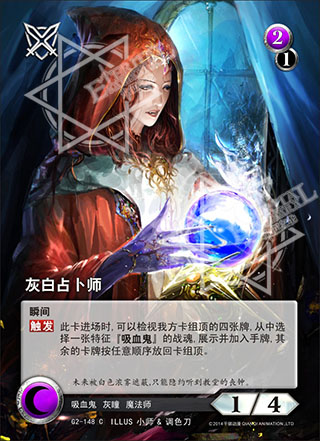 2
1
灰白占卜师
瞬间
触发 此卡进场时,可以检视我方卡组顶的四张牌,从中选
择一张特征『吸血鬼』的战魂,展示并加入手牌,其
余的卡牌按任意顺序放回卡组顶。
未来被白色浓雾遮蔽,只能隐约听到教堂的丧钟。
吸血鬼 灰瞳 魔法师
1/4
G2-148 C ILLUS 小师 & 调色刀